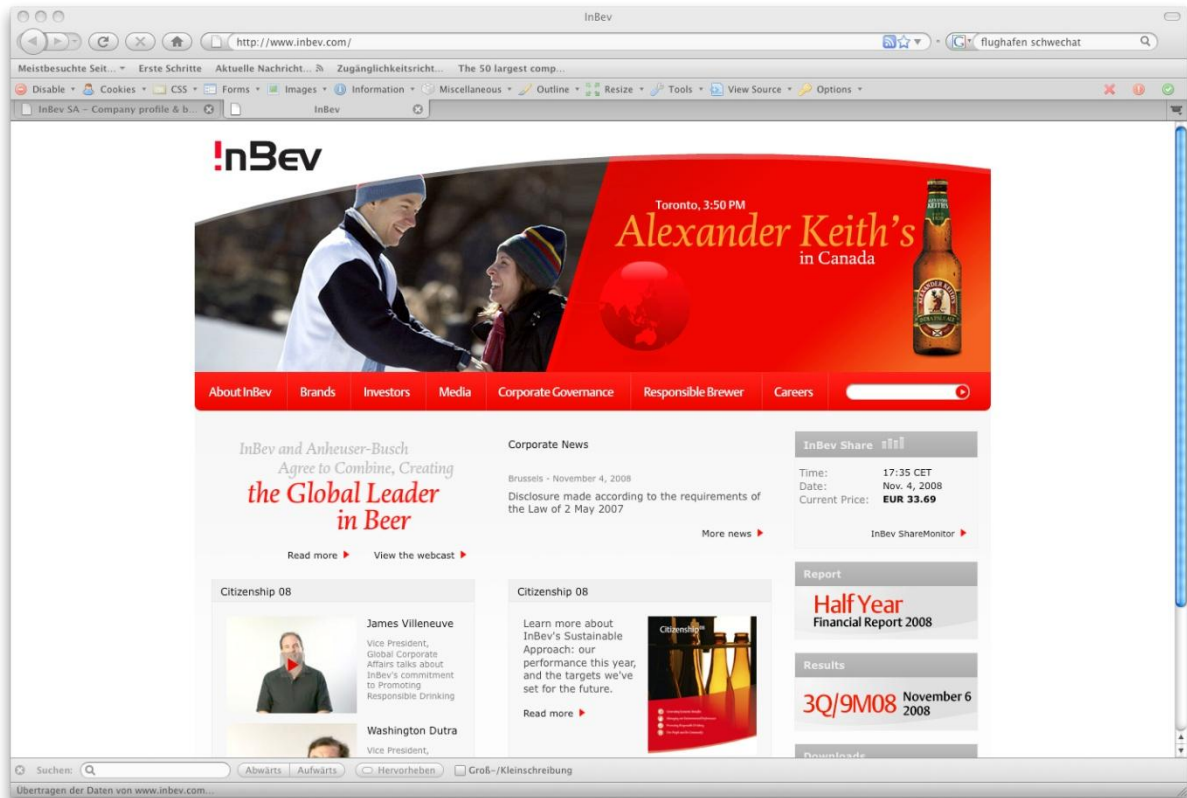 InBev
http://www.inbev.com/
flughafen schwechat
Meistbesuchte Seit... Erste Schritte Aktuelle Nachricht... Zugänglichkeitsricht... The 50 largest comp...
Disable Cookies CSS Forms Images Information Miscellaneous Outline Resize Tools View Source Options
InBev SA – Company profile & b... InBev
InBev
Toronto, 3:50 PM
Alexander Keith's
in Canada
ALEXANDER KEITH'S
About InBev Brands Investors Media Corporate Governance Responsible Brewer Careers
InBev and Anheuser-Busch
Agree to Combine, Creating
the Global Leader
in Beer
Read more View the webcast
Corporate News
Brussels - November 4, 2008
Disclosure made according to the requirements of
the Law of 2 May 2007
More news
InBev Share
Time: 17:35 CET
Date: Nov. 4, 2008
Current Price: EUR 33.69
InBev ShareMonitor
Citizenship 08
James Villeneuve
Vice President,
Global Corporate
Affairs talks about
InBev's commitment
to Promoting
Responsible Drinking
Washington Dutra
Vice President,
Citizenship 08
Learn more about
InBev's Sustainable
Approach: our
performance this year,
and the targets we've
set for the future.
Read more
Citizenship08
Report
Half Year
Financial Report 2008
Results
3Q/9M08 November 6
2008
Downloads
Suchen: Abwärts Aufwärts Hervorheben Groß-/Kleinschreibung
Übertragen der Daten von www.inbev.com...